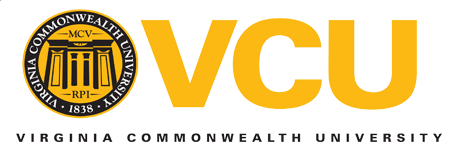 VIRGINIA COMMONWEALTH UNIVERSITY
MCV
RPI
· 1838 ·
VCU
VIRGINIA COMMONWEALTH UNIVERSITY